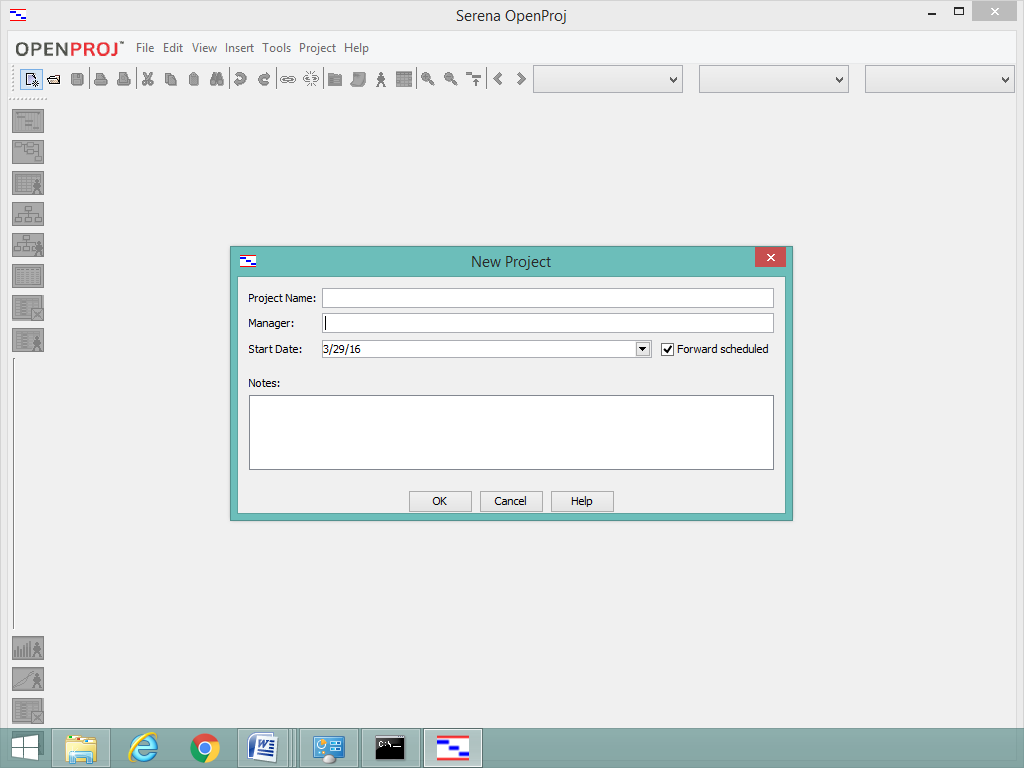 Serena OpenProj
OPENPROJ™ File Edit View Insert Tools Project Help
New Project
Project Name:
Manager:
Start Date: 3/29/16 Forward scheduled
Notes:
OK Cancel Help
C:\_